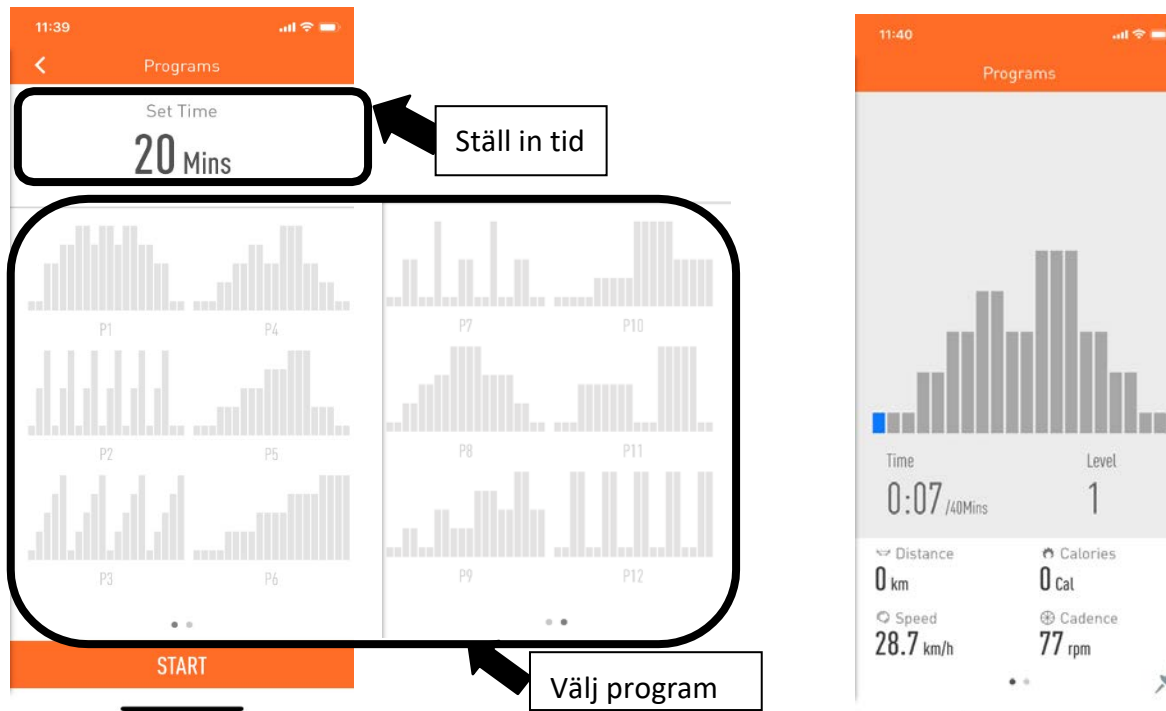 11:39
Programs
Set Time
20 Mins
Ställ in tid
P1
P4
P2
P5
P3
P6
P7
P10
P8
P11
P9
P12
START
Välj program
11:40
Programs
Time
Level
0:07 /40Mins
1
Distance
Calories
0 km
0 Cal
Speed
Cadence
28.7 km/h
77 rpm